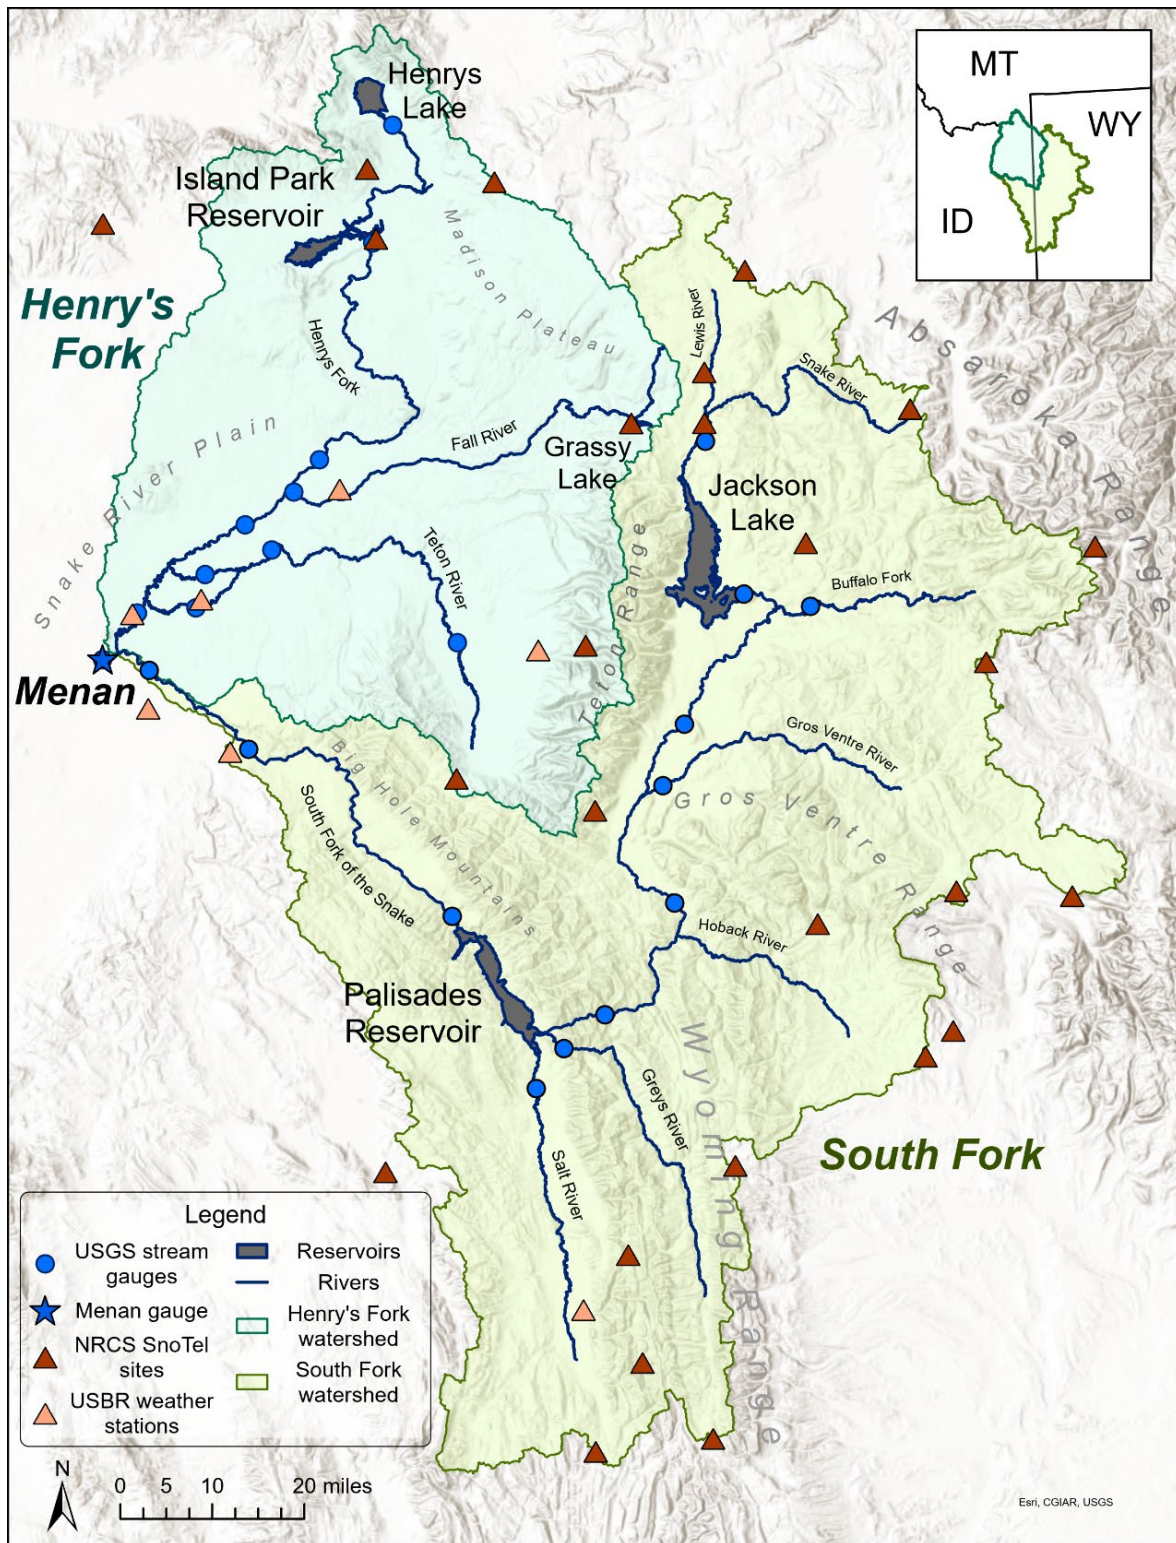 Henrys
Lake
MT
WY
ID
Island Park
Reservoir
Madison Plateau
Henry's
Fork
Henrys Fork
Lewis River
Snake River
Absaroka Range
Snake River Plain
Fall River
Grassy
Lake
Jackson
Lake
Teton River
Teton Range
Buffalo Fork
Menan
Gros Ventre River
Gros Ventre Range
Big Hole Mountains
South Fork of the Snake
Hoback River
Palisades
Reservoir
Wyoming Range
Greys River
Salt River
South Fork
Legend
USGS stream
gauges
Menan gauge
NRCS SnoTel
sites
USBR weather
stations
Reservoirs
Rivers
Henry's Fork
watershed
South Fork
watershed
N
0 5 10 20 miles
Esri, CGIAR, USGS